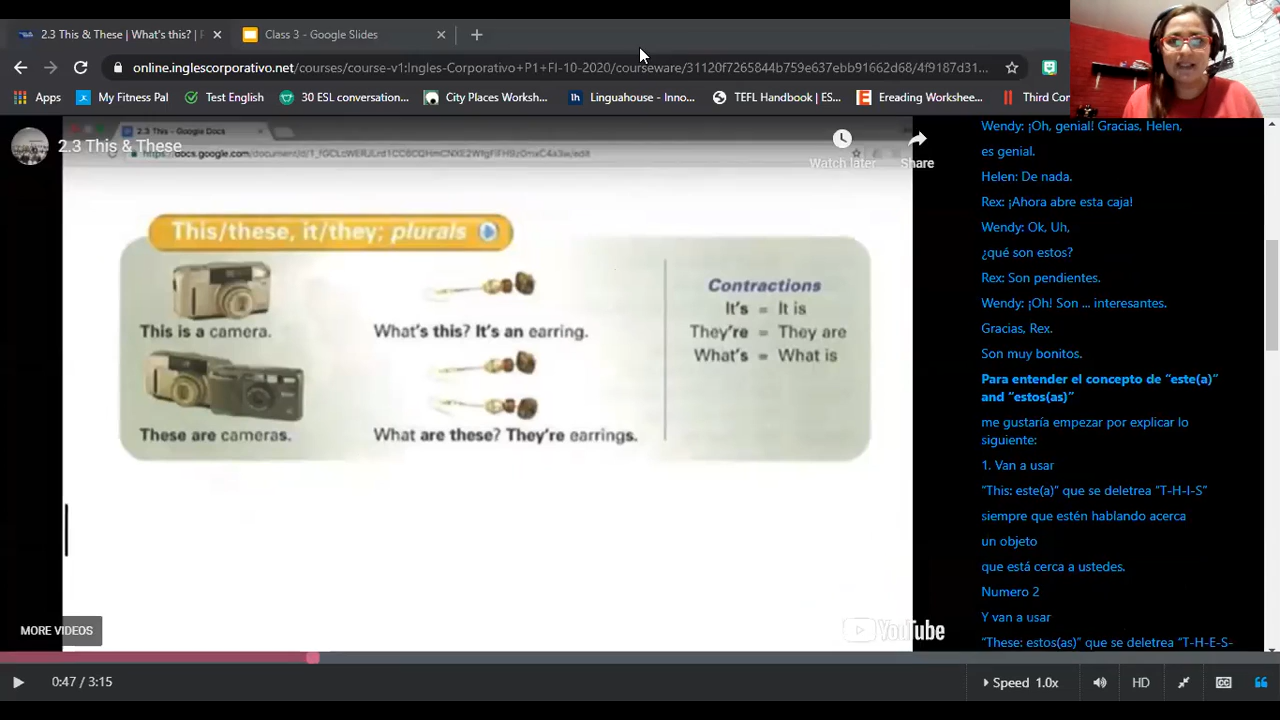 2.3 This & These | What's this? |
Class 3 - Google Slides
online.inglescorporativo.net/courses/course-v1:Ingles-Corporativo+P1+FI-10-2020/courseware/31120f7265844b759e637ebb91662d68/4f9187d31...
Apps
My Fitness Pal
Test English
30 ESL conversation...
City Places Worksh...
Linguahouse - Inno...
TEFL Handbook | ES...
Ereading Workshee...
Third Con
2.3 This - Google Docs
2.3 This & These
Watch later
Share
This/these, it/they; plurals
This is a camera.
What's this? It's an earring.
These are cameras.
What are these? They're earrings.
Contractions
It's = It is
They're = They are
What's = What is
MORE VIDEOS
YouTube
Wendy: ¡Oh, genial! Gracias, Helen,
es genial.
Helen: De nada.
Rex: ¡Ahora abre esta caja!
Wendy: Ok, Uh,
¿qué son estos?
Rex: Son pendientes.
Wendy: ¡Oh! Son ... interesantes.
Gracias, Rex.
Son muy bonitos.
Para entender el concepto de “este(a)”
and “estos(as)”
me gustaría empezar por explicar lo
siguiente:
1. Van a usar
“This: este(a)” que se deletrea “T-H-I-S”
siempre que estén hablando acerca
un objeto
que está cerca a ustedes.
Numero 2
Y van a usar
“These: estos(as)” que se deletrea “T-H-E-S-
0:47 / 3:15
Speed 1.0x
HD
CC